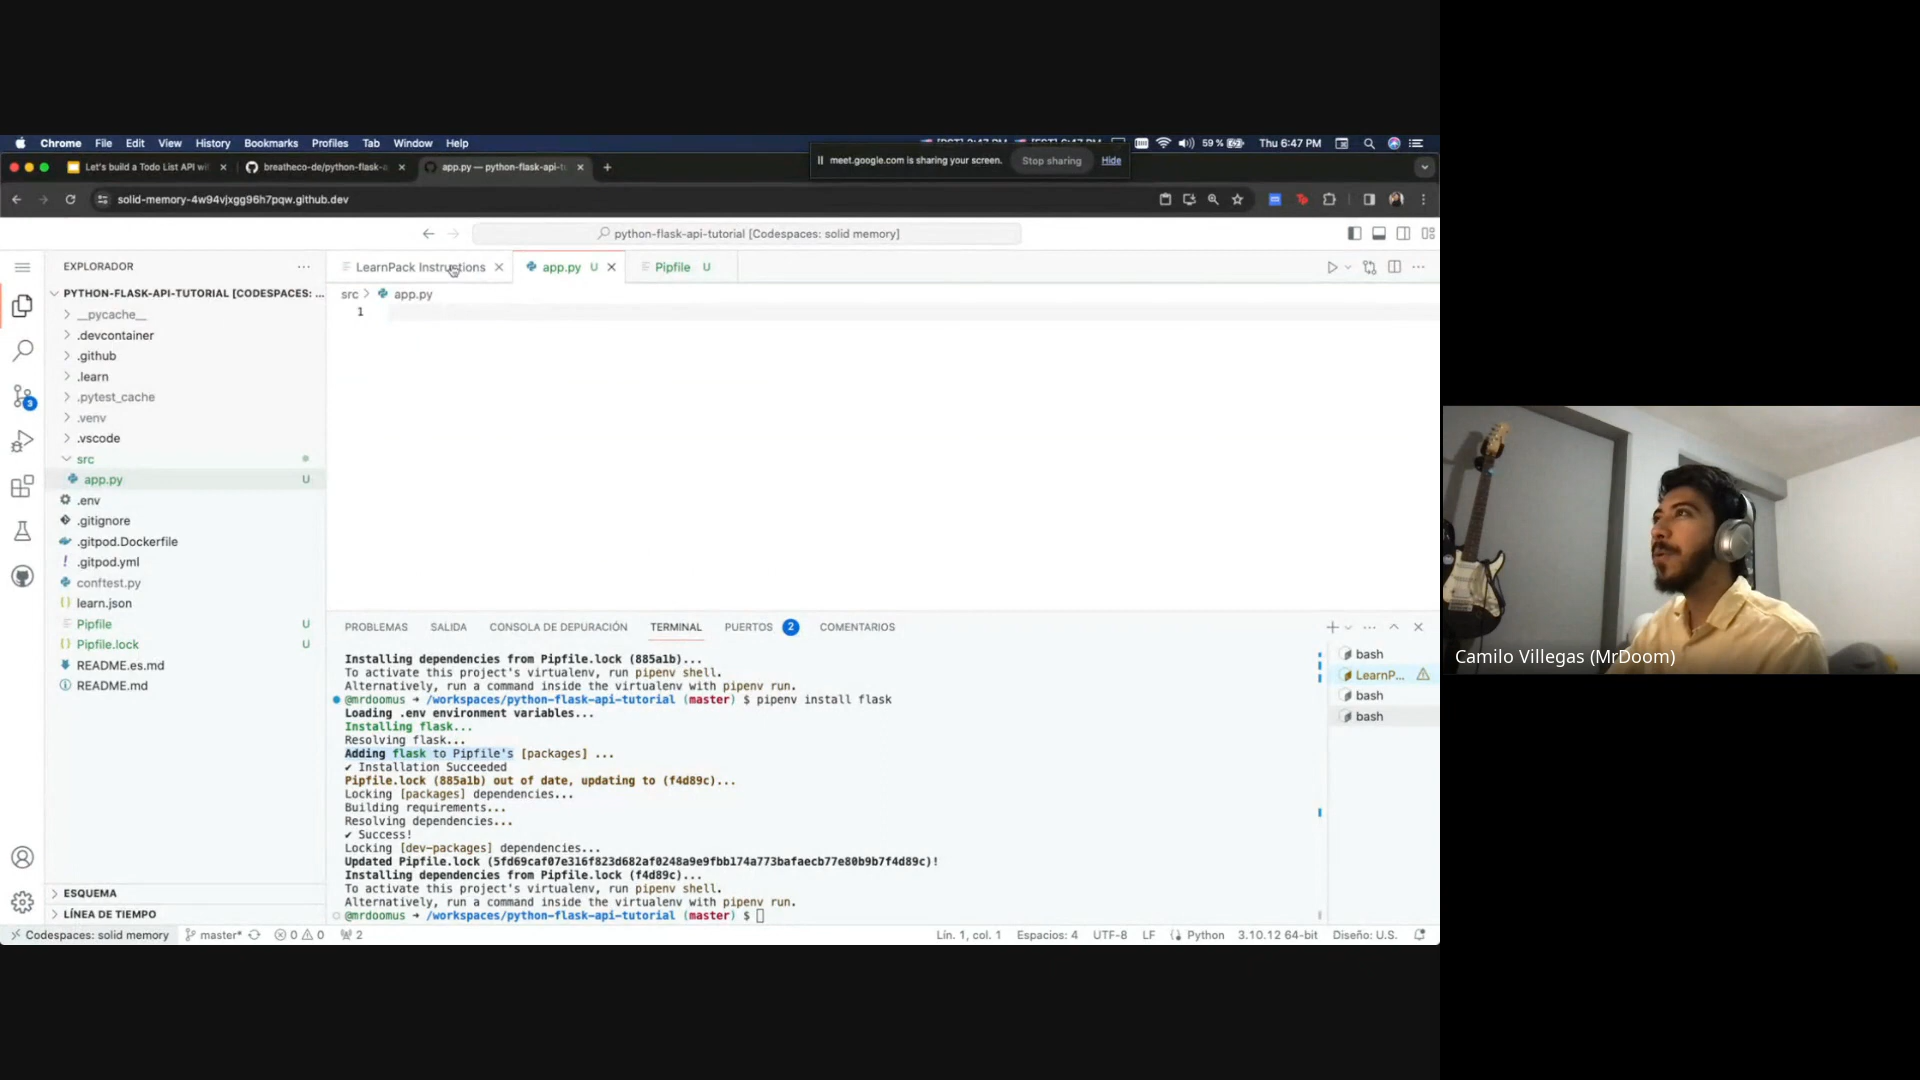 Chrome File Edit View History Bookmarks Profiles Tab Window Help
59 % Thu 6:47 PM
Let's build a Todo List API wi
breatheco-de/python-flask-a
app.py — python-flask-api-tu
meet.google.com is sharing your screen. Stop sharing Hide
solid-memory-4w94vjxgg96h7pqw.github.dev
python-flask-api-tutorial [Codespaces: solid memory]
EXPLORADOR
LearnPack Instructions
app.py U
Pipfile U
PYTHON-FLASK-API-TUTORIAL [CODESPACES: ...
src > app.py
1
__pycache__
.devcontainer
.github
.learn
.pytest_cache
.venv
.vscode
src
app.py U
.env
.gitignore
.gitpod.Dockerfile
.gitpod.yml
conftest.py
learn.json
Pipfile U
Pipfile.lock U
README.es.md
README.md
ESQUEMA
LÍNEA DE TIEMPO
PROBLEMAS SALIDA CONSOLA DE DEPURACIÓN TERMINAL PUERTOS 2 COMENTARIOS
Installing dependencies from Pipfile.lock (885a1b)...
To activate this project's virtualenv, run pipenv shell.
Alternatively, run a command inside the virtualenv with pipenv run.
@mrdoomus → /workspaces/python-flask-api-tutorial (master) $ pipenv install flask
Loading .env environment variables...
Installing flask...
Resolving flask...
Adding flask to Pipfile's [packages] ...
✔ Installation Succeeded
Pipfile.lock (885a1b) out of date, updating to (f4d89c)...
Locking [packages] dependencies...
Building requirements...
Resolving dependencies...
✔ Success!
Locking [dev-packages] dependencies...
Updated Pipfile.lock (5fd69caf07e316f823d682af0248a9e9fbb174a773bafaecb77e80b9b7f4d89c)!
Installing dependencies from Pipfile.lock (f4d89c)...
To activate this project's virtualenv, run pipenv shell.
Alternatively, run a command inside the virtualenv with pipenv run.
@mrdoomus → /workspaces/python-flask-api-tutorial (master) $
bash
LearnP...
bash
bash
3
Codespaces: solid memory master* 0 0 2
Lín. 1, col. 1 Espacios: 4 UTF-8 LF Python 3.10.12 64-bit Diseño: U.S.
Camilo Villegas (MrDoom)